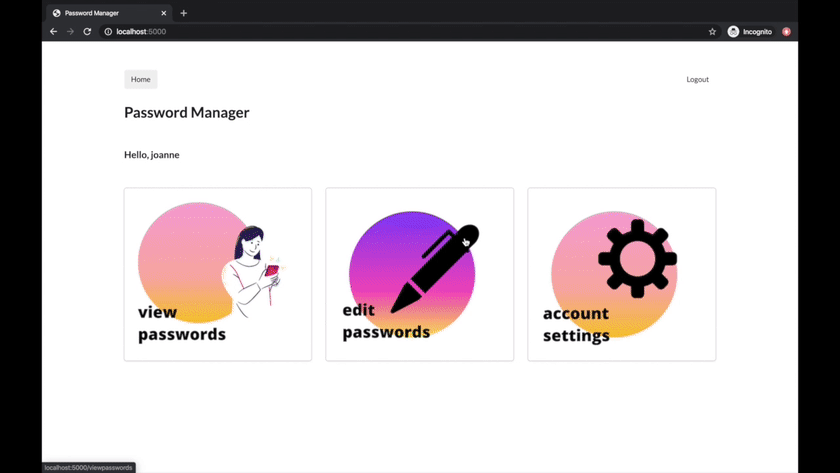 Password Manager
localhost:5000
Incognito
Home
Logout
Password Manager
Hello, joanne
view
passwords
edit
passwords
account
settings
localhost:5000/viewpasswords